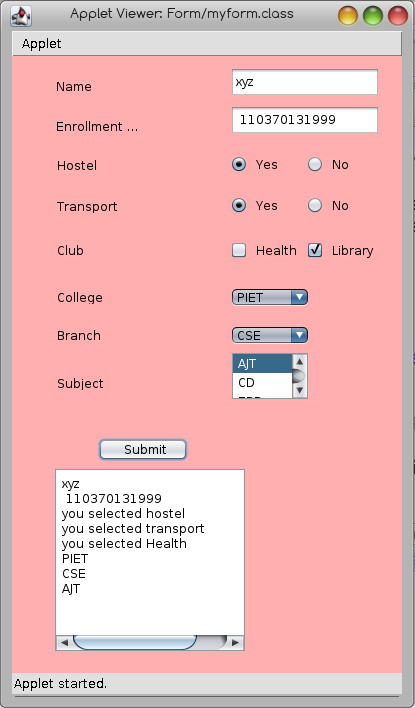 Applet Viewer: Form/myform.class
Applet
Name xyz
Enrollment ... 110370131999
Hostel Yes No
Transport Yes No
Club Health Library
College PIET
Branch CSE
AJT
Subject CD
Submit
xyz
110370131999
you selected hostel
you selected transport
you selected Health
PIET
CSE
AJT
Applet started.